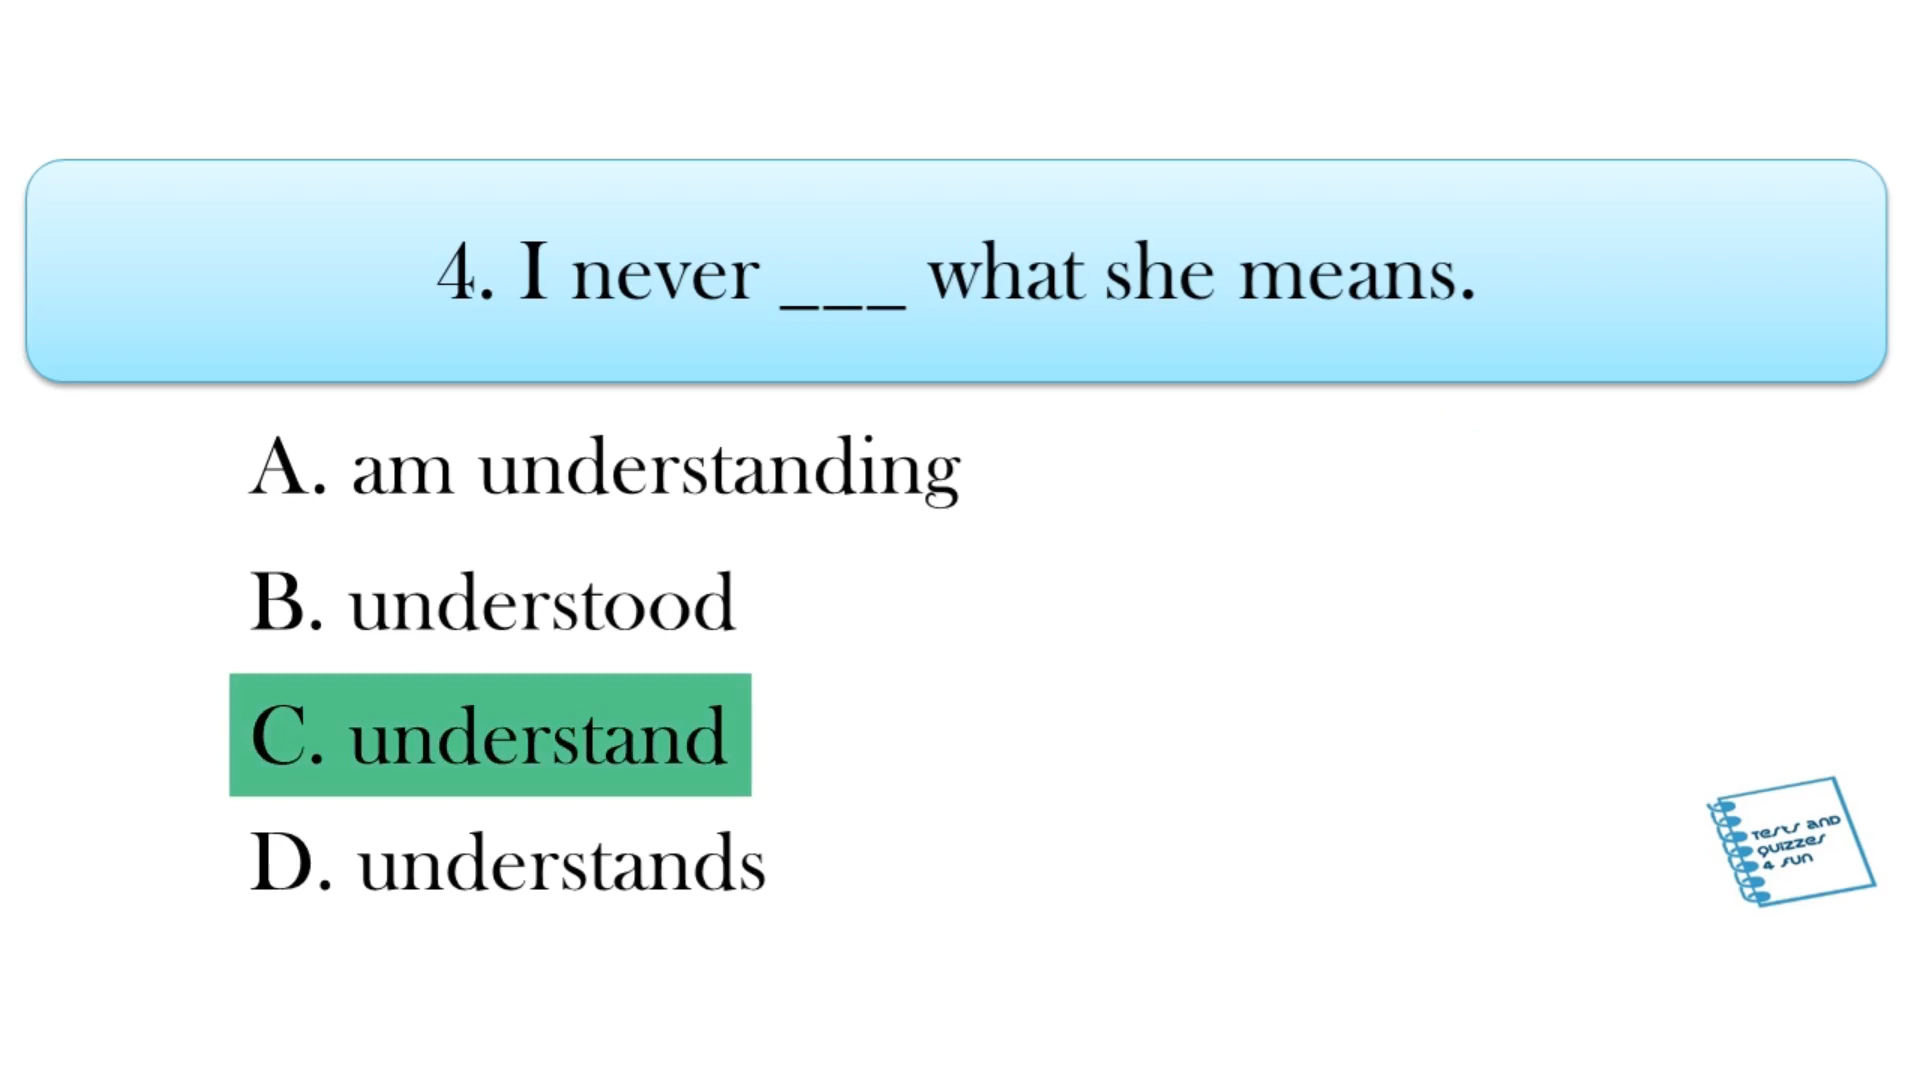 4. I never ___ what she means.
A. am understanding
B. understood
C. understand
D. understands
Tests and
Quizzes
4 fun